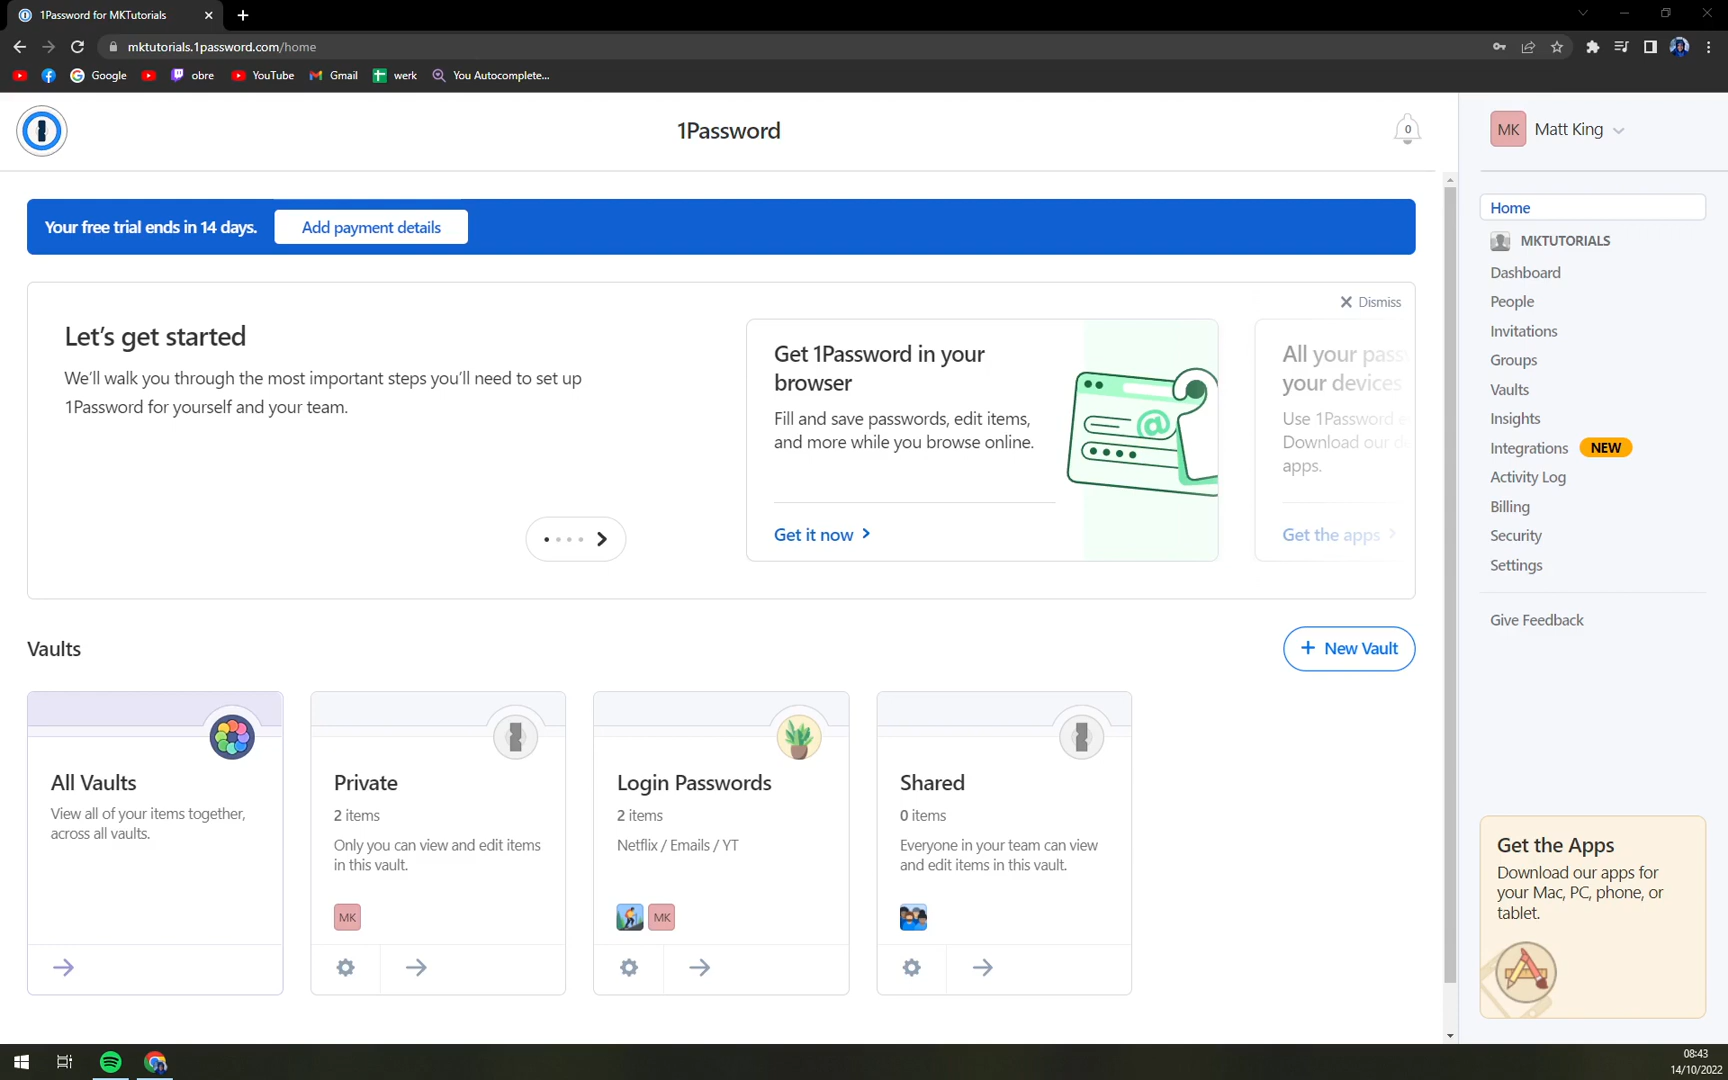 1Password for MKTutorials
mktutorials.1password.com/home
Google
obre
YouTube
Gmail
werk
You Autocomplete...
1Password
0
MK
Matt King
Your free trial ends in 14 days.
Add payment details
Dismiss
Let's get started
We'll walk you through the most important steps you'll need to set up
1Password for yourself and your team.
Get 1Password in your
browser
Fill and save passwords, edit items,
and more while you browse online.
Get it now
All your pass
your devices
Use 1Password
Download our
apps.
Get the apps
Vaults
New Vault
All Vaults
View all of your items together,
across all vaults.
Private
2 items
Only you can view and edit items
in this vault.
MK
Login Passwords
2 items
Netflix / Emails / YT
MK
Shared
0 items
Everyone in your team can view
and edit items in this vault.
Home
MKTUTORIALS
Dashboard
People
Invitations
Groups
Vaults
Insights
Integrations NEW
Activity Log
Billing
Security
Settings
Give Feedback
Get the Apps
Download our apps for
your Mac, PC, phone, or
tablet.
08:43
14/10/2022